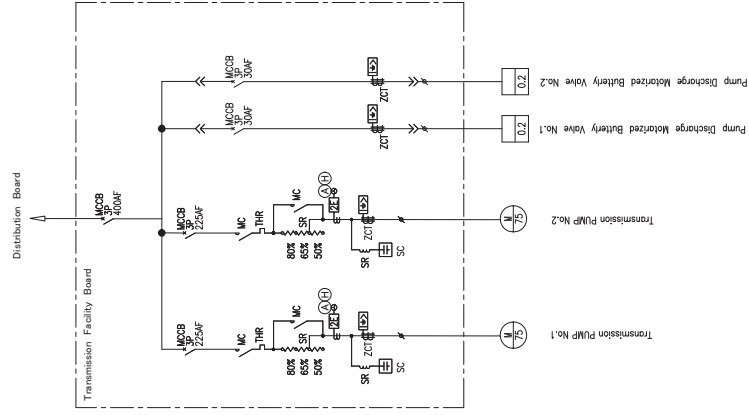 Distribution Board
Transmission Facility Board
MCCB
3P
400AF
MCCB
3P
30AF
ZCT
0.2
Pump Discharge Motorized Butterly Valve No.2
MCCB
3P
30AF
ZCT
0.2
Pump Discharge Motorized Butterly Valve No.1
MCCB
3P
225AF
MC
THR
MC
SR
80%
65%
50%
A
H
2E
ZCT
SR
SC
M
75
Transmission PUMP No.2
MCCB
3P
225AF
MC
THR
MC
SR
80%
65%
50%
A
H
2E
ZCT
SR
SC
M
75
Transmission PUMP No.1